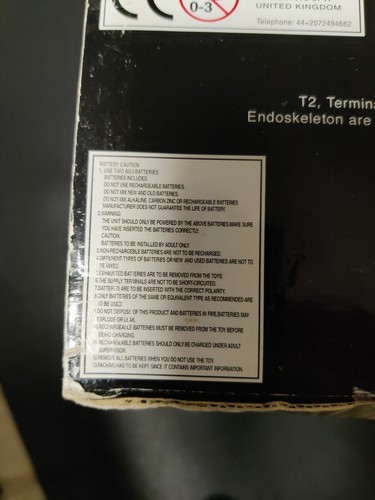 CE
0-3
UNITED KINGDOM
Telephone: 44+2072494662
T2, Termina
Endoskeleton are
BATTERY CAUTION
1. USE TWO AG13 BATTERIES
BATTERIES INCLUDED.
DO NOT USE RECHARGEABLE BATTERIES.
DO NOT MIX NEW AND OLD BATTERIES.
DO NOT MIX ALKALINE, CARBON ZINC OR RECHARGEABLE BATTERIES
MANUFACTURER DOES NOT GUARANTEE THE LIFE OF BATTERY.
2.WARNING:
THE UNIT SHOULD ONLY BE POWERED BY THE ABOVE BATTERIES.MAKE SURE
YOU HAVE INSERTED THE BATTERIES CORRECTLY.
CAUTION:
BATTERIES TO BE INSTALLED BY ADULT ONLY.
3.NON-RECHARGEBLE BATTERIES ARE NOT TO BE RECHARGED.
4.DIFFERENT TYPES OF BATTERIES OR NEW AND USED BATTERIES ARE NOT TO
BE MIXED.
5.EXHAUSTED BATTERIES ARE TO BE REMOVED FROM THE TOYS.
6.THE SUPPLY TERMINALS ARE NOT TO BE SHORT-CIRCUITED.
7.BATTERIES ARE TO BE INSERTED WITH THE CORRECT POLARITY.
8.ONLY BATTERIES OF THE SAME OR EQUIVALENT TYPE AS RECOMMENDED ARE
TO BE USED.
9.DO NOT DISPOSE OF THIS PRODUCT AND BATTERIES IN FIRE,BATTERIES MAY
EXPLODE OR LEAK.
10.RECHARGEABLE BATTERIES MUST BE REMOVED FROM THE TOY BEFORE
BEING CHARGING.
11.RECHARGEABLE BATTERIES SHOULD ONLY BE CHARGED UNDER ADULT
SUPERVISION.
12.REMOVE ALL BATTERIES WHEN YOU DO NOT USE THE TOY.
13.PACKING HAS TO BE KEPT SINCE IT CONTAINS IMPORTANT INFORMATION.